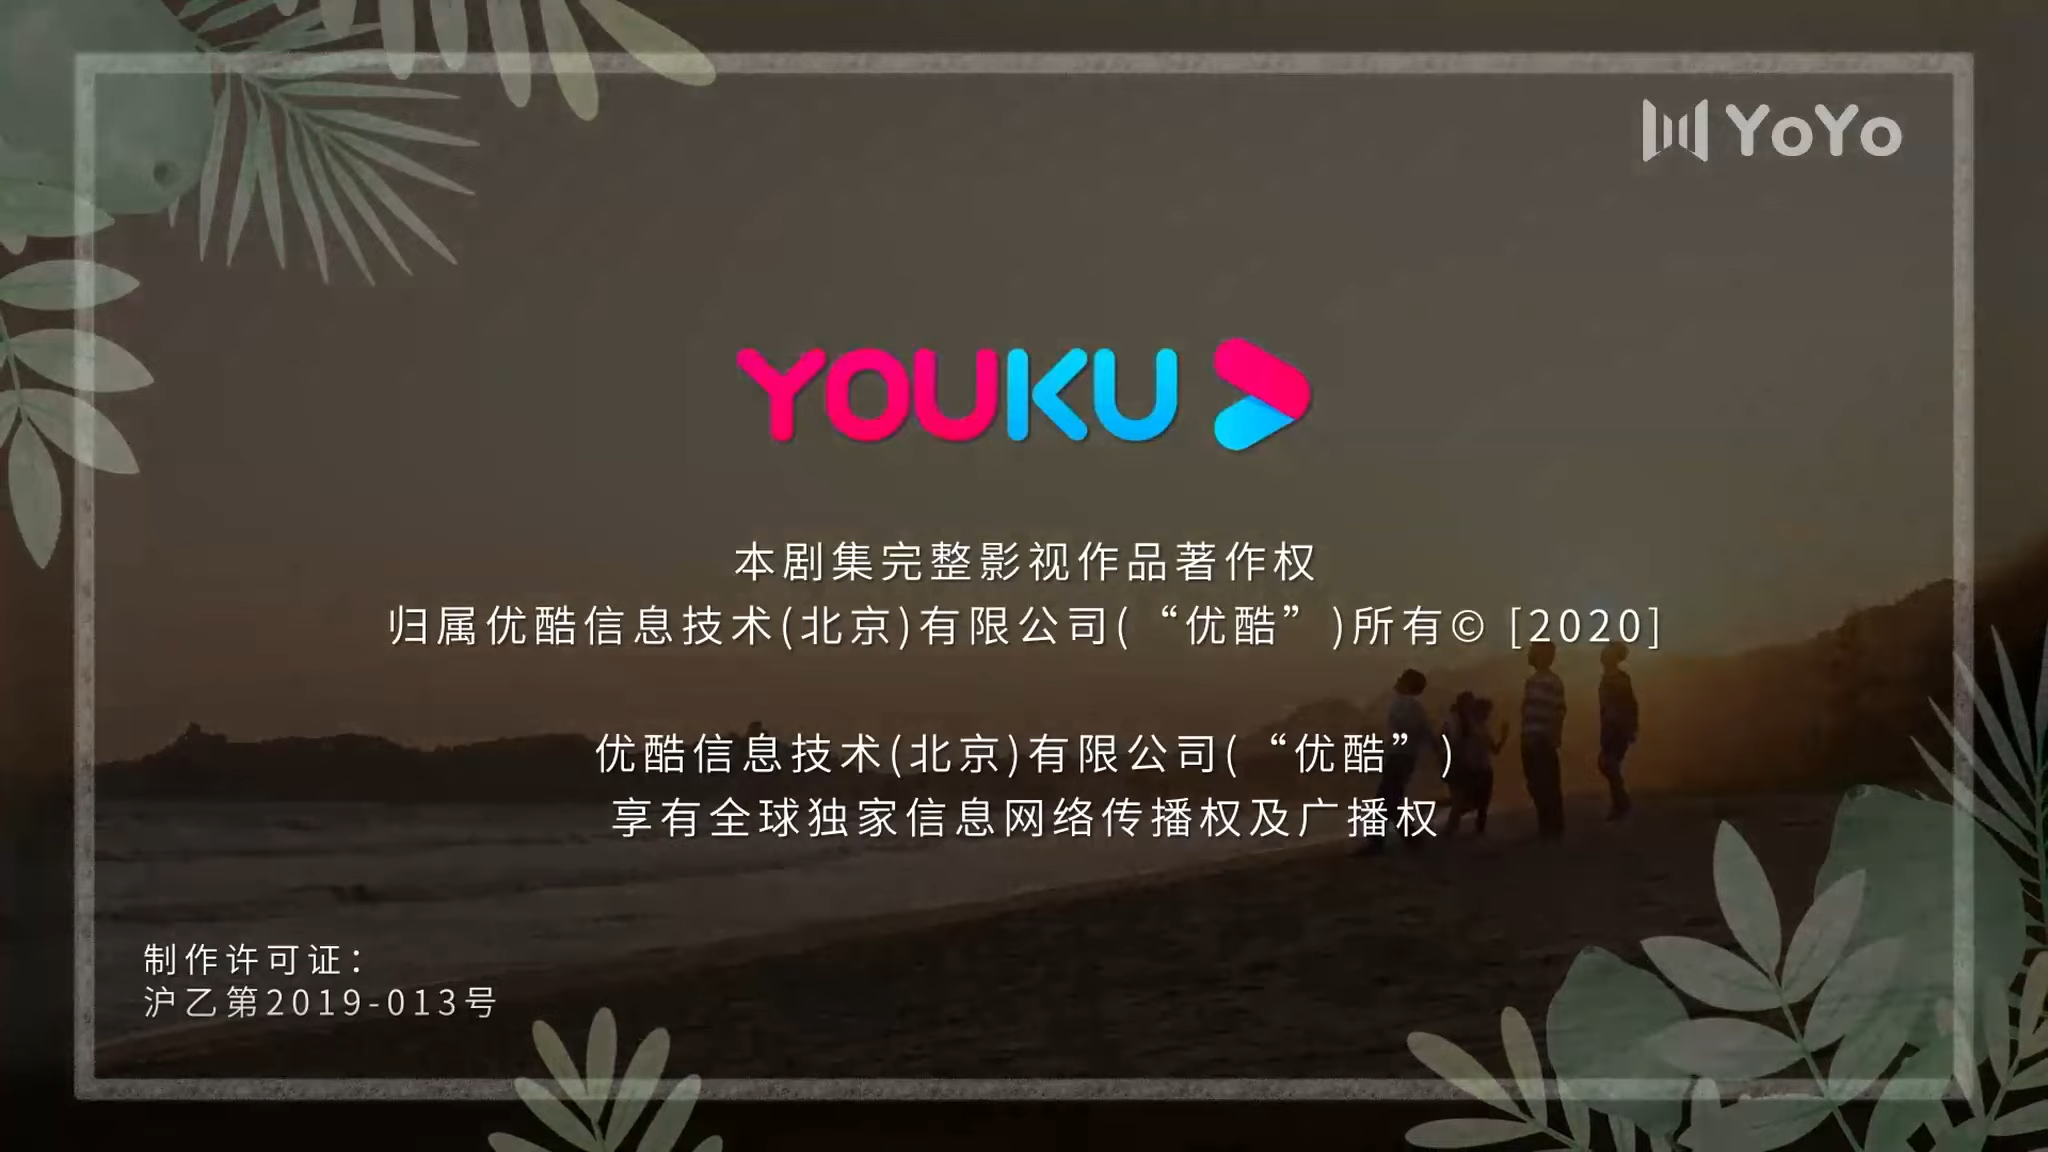 YoYo
YOUKU
本剧集完整影视作品著作权
归属优酷信息技术(北京)有限公司(“优酷”)所有© [2020]
优酷信息技术(北京)有限公司(“优酷”)
享有全球独家信息网络传播权及广播权
制作许可证：
沪乙第2019-013号